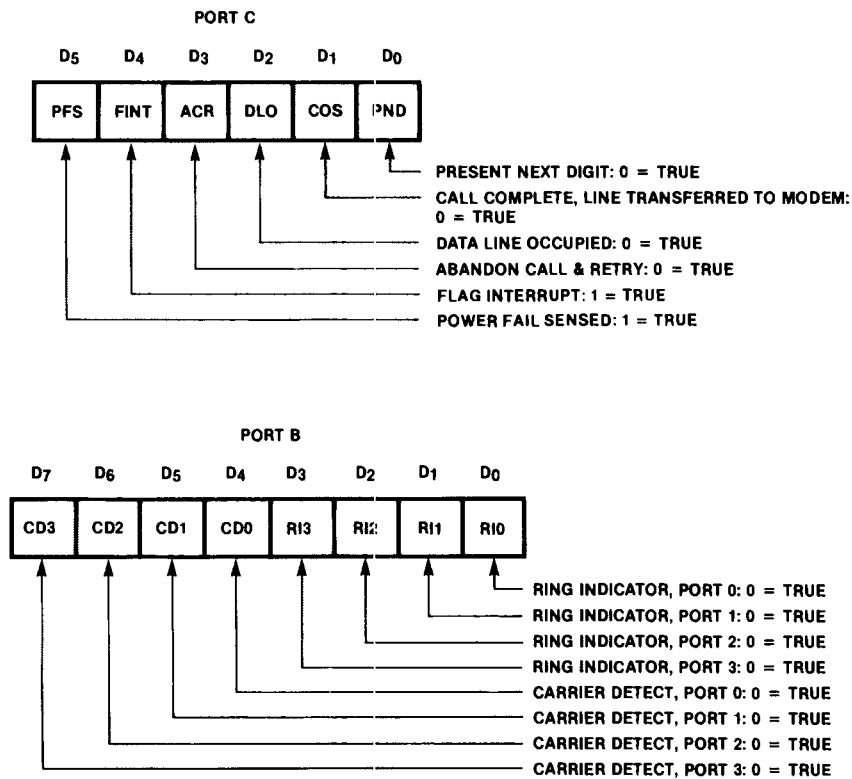 PORT C
D5 D4 D3 D2 D1 D0
PFS FINT ACR DLO COS PND
PRESENT NEXT DIGIT: 0 = TRUE
CALL COMPLETE, LINE TRANSFERRED TO MODEM:
0 = TRUE
DATA LINE OCCUPIED: 0 = TRUE
ABANDON CALL & RETRY: 0 = TRUE
FLAG INTERRUPT: 1 = TRUE
POWER FAIL SENSED: 1 = TRUE
PORT B
D7 D6 D5 D4 D3 D2 D1 D0
CD3 CD2 CD1 CD0 RI3 RI2 RI1 RI0
RING INDICATOR, PORT 0: 0 = TRUE
RING INDICATOR, PORT 1: 0 = TRUE
RING INDICATOR, PORT 2: 0 = TRUE
RING INDICATOR, PORT 3: 0 = TRUE
CARRIER DETECT, PORT 0: 0 = TRUE
CARRIER DETECT, PORT 1: 0 = TRUE
CARRIER DETECT, PORT 2: 0 = TRUE
CARRIER DETECT, PORT 3: 0 = TRUE